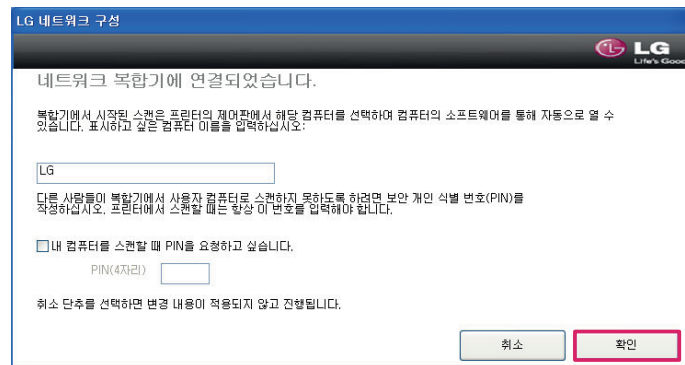 LG 네트워크 구성
LG
Life's Good
네트워크 복합기에 연결되었습니다.
복합기에서 시작된 스캔은 프린터의 제어판에서 해당 컴퓨터를 선택하여 컴퓨터의 소프트웨어를 통해 자동으로 열 수
있습니다. 표시하고 싶은 컴퓨터 이름을 입력하십시오:
LG
다른 사람들이 복합기에서 사용자 컴퓨터로 스캔하지 못하도록 하려면 보안 개인 식별 번호(PIN)를
작성하십시오. 프린터에서 스캔할 때는 항상 이 번호를 입력해야 합니다.
내 컴퓨터를 스캔할 때 PIN을 요청하고 싶습니다.
PIN(4자리)
취소 단추를 선택하면 변경 내용이 적용되지 않고 진행됩니다.
취소
확인